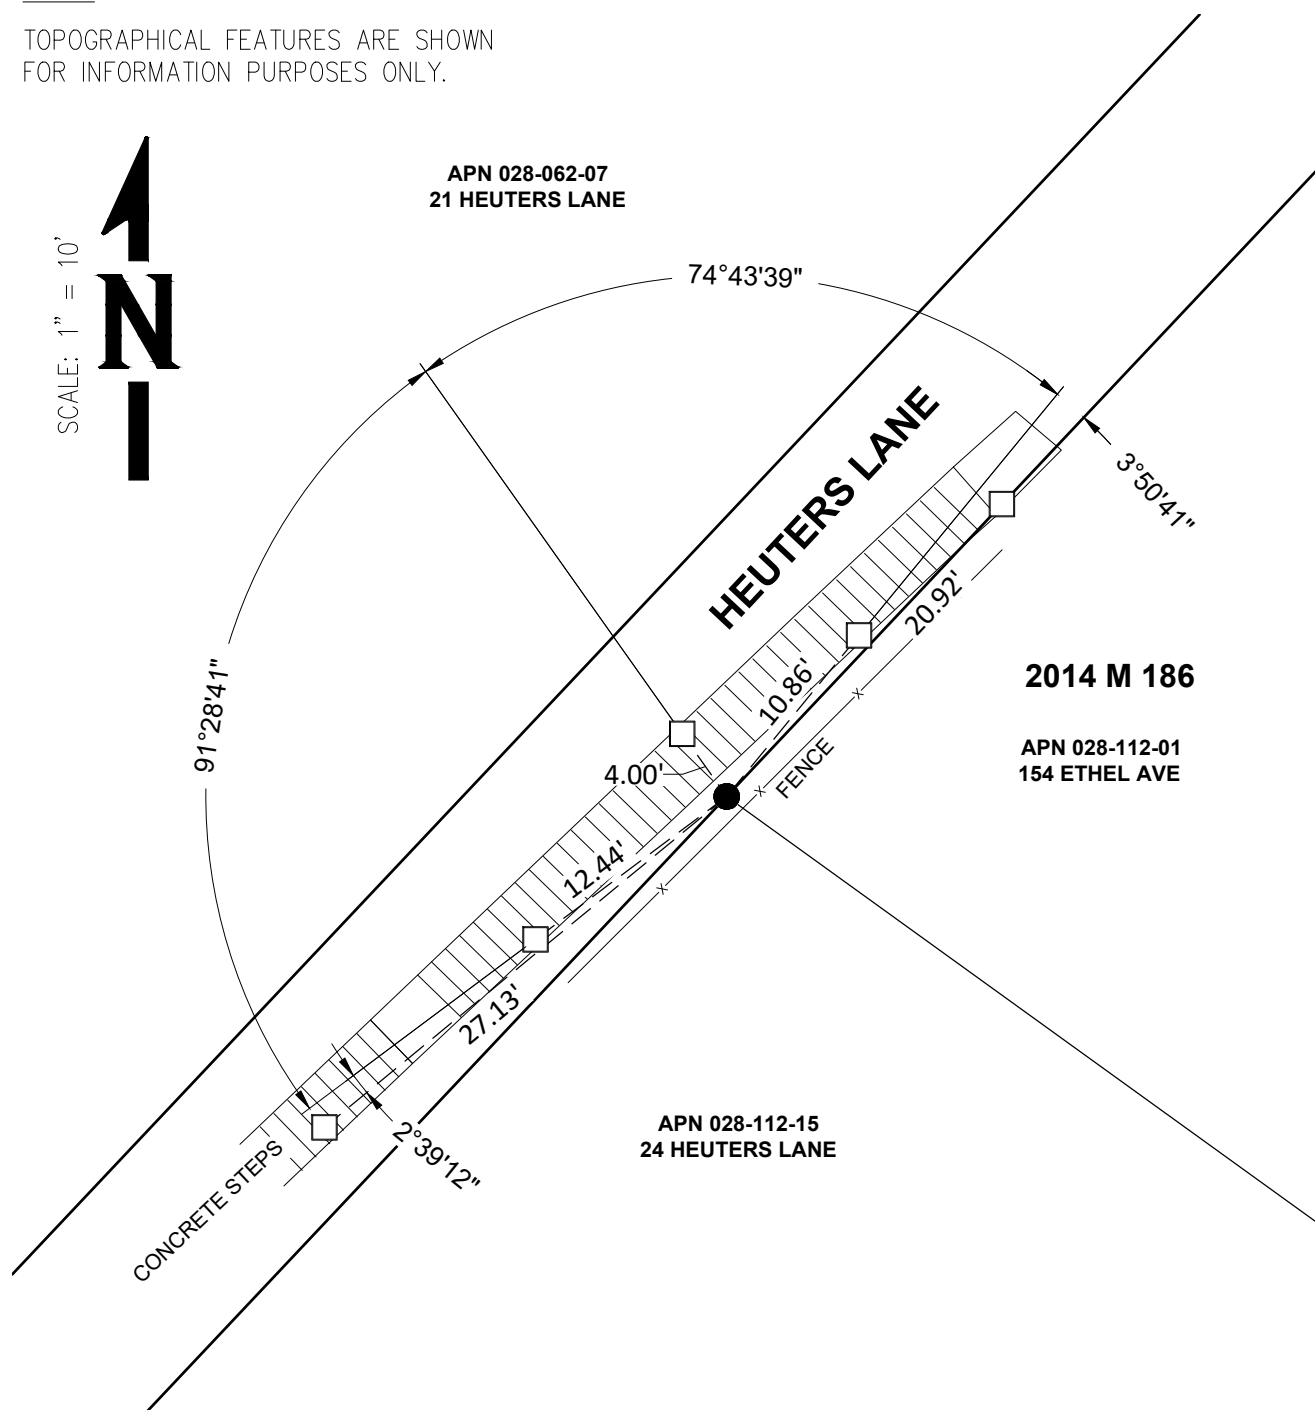 TOPOGRAPHICAL FEATURES ARE SHOWN
FOR INFORMATION PURPOSES ONLY.
APN 028-062-07
21 HEUTERS LANE
SCALE: 1" = 10'
N
74°43'39"
HEUTERS LANE
3°50'41"
20.92'
91°28'41"
10.86'
2014 M 186
APN 028-112-01
154 ETHEL AVE
4.00'
x
x
FENCE
x
12.44'
27.13'
2°39'12"
APN 028-112-15
24 HEUTERS LANE
CONCRETE STEPS